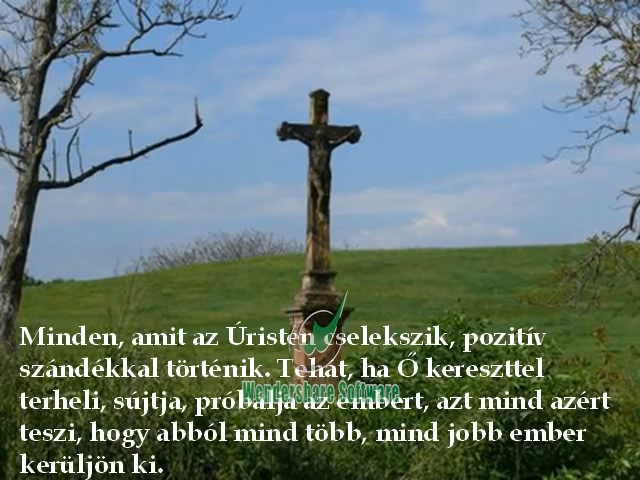 Minden, amit az Úristen cselekszik, pozitív
szándékkal történik. Tehát, ha Ő kereszttel
terheli, sújtja, próbálja az embert, azt mind azért
teszi, hogy abból mind több, mind jobb ember
kerüljön ki.
Wondershare Software